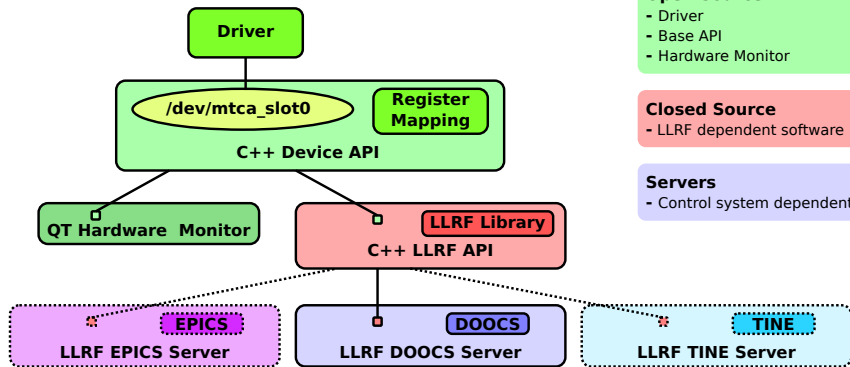 Driver
/dev/mtca_slot0
Register
Mapping
C++ Device API
QT Hardware Monitor
LLRF Library
C++ LLRF API
EPICS
LLRF EPICS Server
DOOCS
LLRF DOOCS Server
TINE
LLRF TINE Server
- Driver
- Base API
- Hardware Monitor
Closed Source
- LLRF dependent software
Servers
- Control system dependent